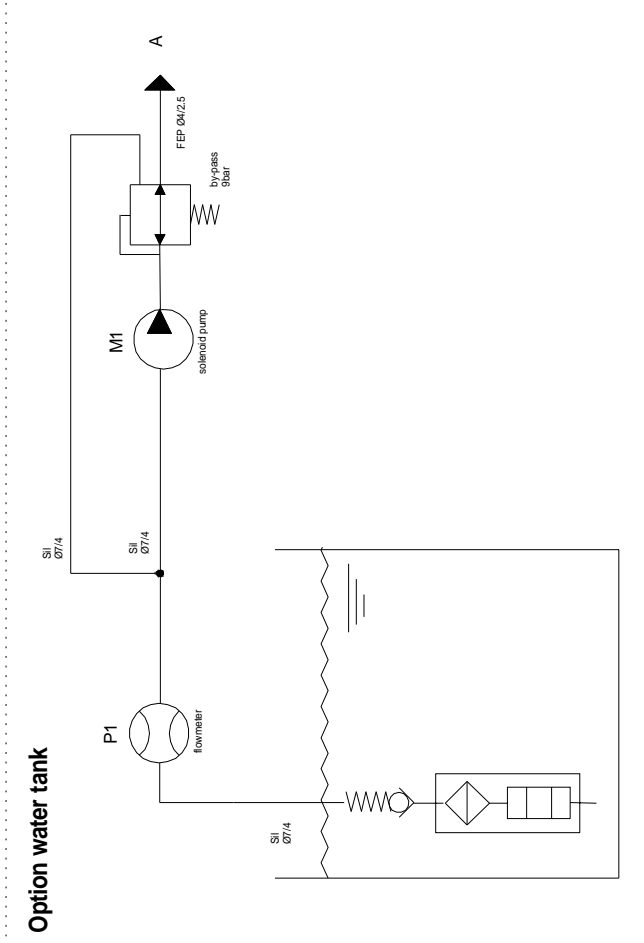 Option water tank
A
FEP Ø4/2.5
by-pass
9bar
M1
solenoid pump
Sil
Ø7/4
Sil
Ø7/4
P1
flowmeter
Sil
Ø7/4